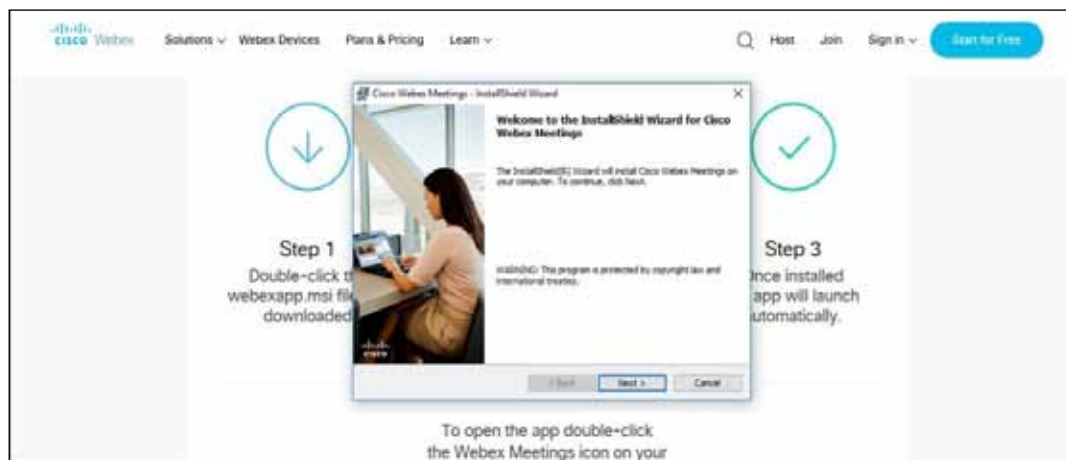 CISCO Webex
Solutions Webex Devices Plans & Pricing Learn Host Join Sign in Start for Free
Cisco Webex Meetings - InstallShield Wizard
Welcome to the InstallShield Wizard for Cisco
Webex Meetings
The InstallShield(R) Wizard will install Cisco Webex Meetings on
your computer. To continue, click Next.
WARNING: This program is protected by copyright law and
international treaties.
cisco
< Back Next > Cancel
Step 1
Double-click t
webexapp.msi fil
downloaded
Step 3
Once installed
app will launch
utomatically.
To open the app double-click
the Webex Meetings icon on your